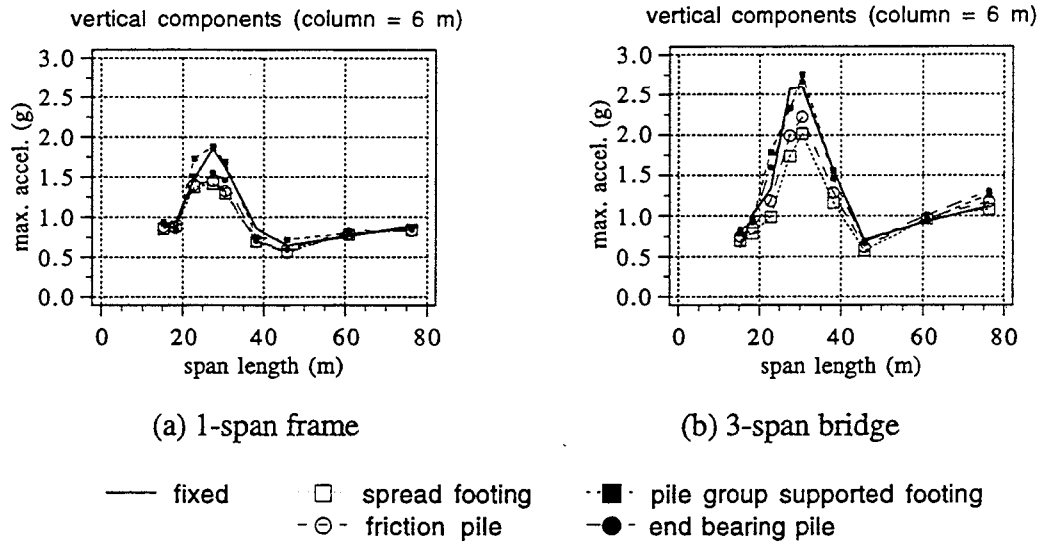 vertical components (column = 6 m)
3.0
2.5
2.0
1.5
1.0
0.5
0.0
max. accel. (g)
0 20 40 60 80
span length (m)
(a) 1-span frame
vertical components (column = 6 m)
3.0
2.5
2.0
1.5
1.0
0.5
0.0
max. accel. (g)
0 20 40 60 80
span length (m)
(b) 3-span bridge
fixed
spread footing
pile group supported footing
friction pile
end bearing pile